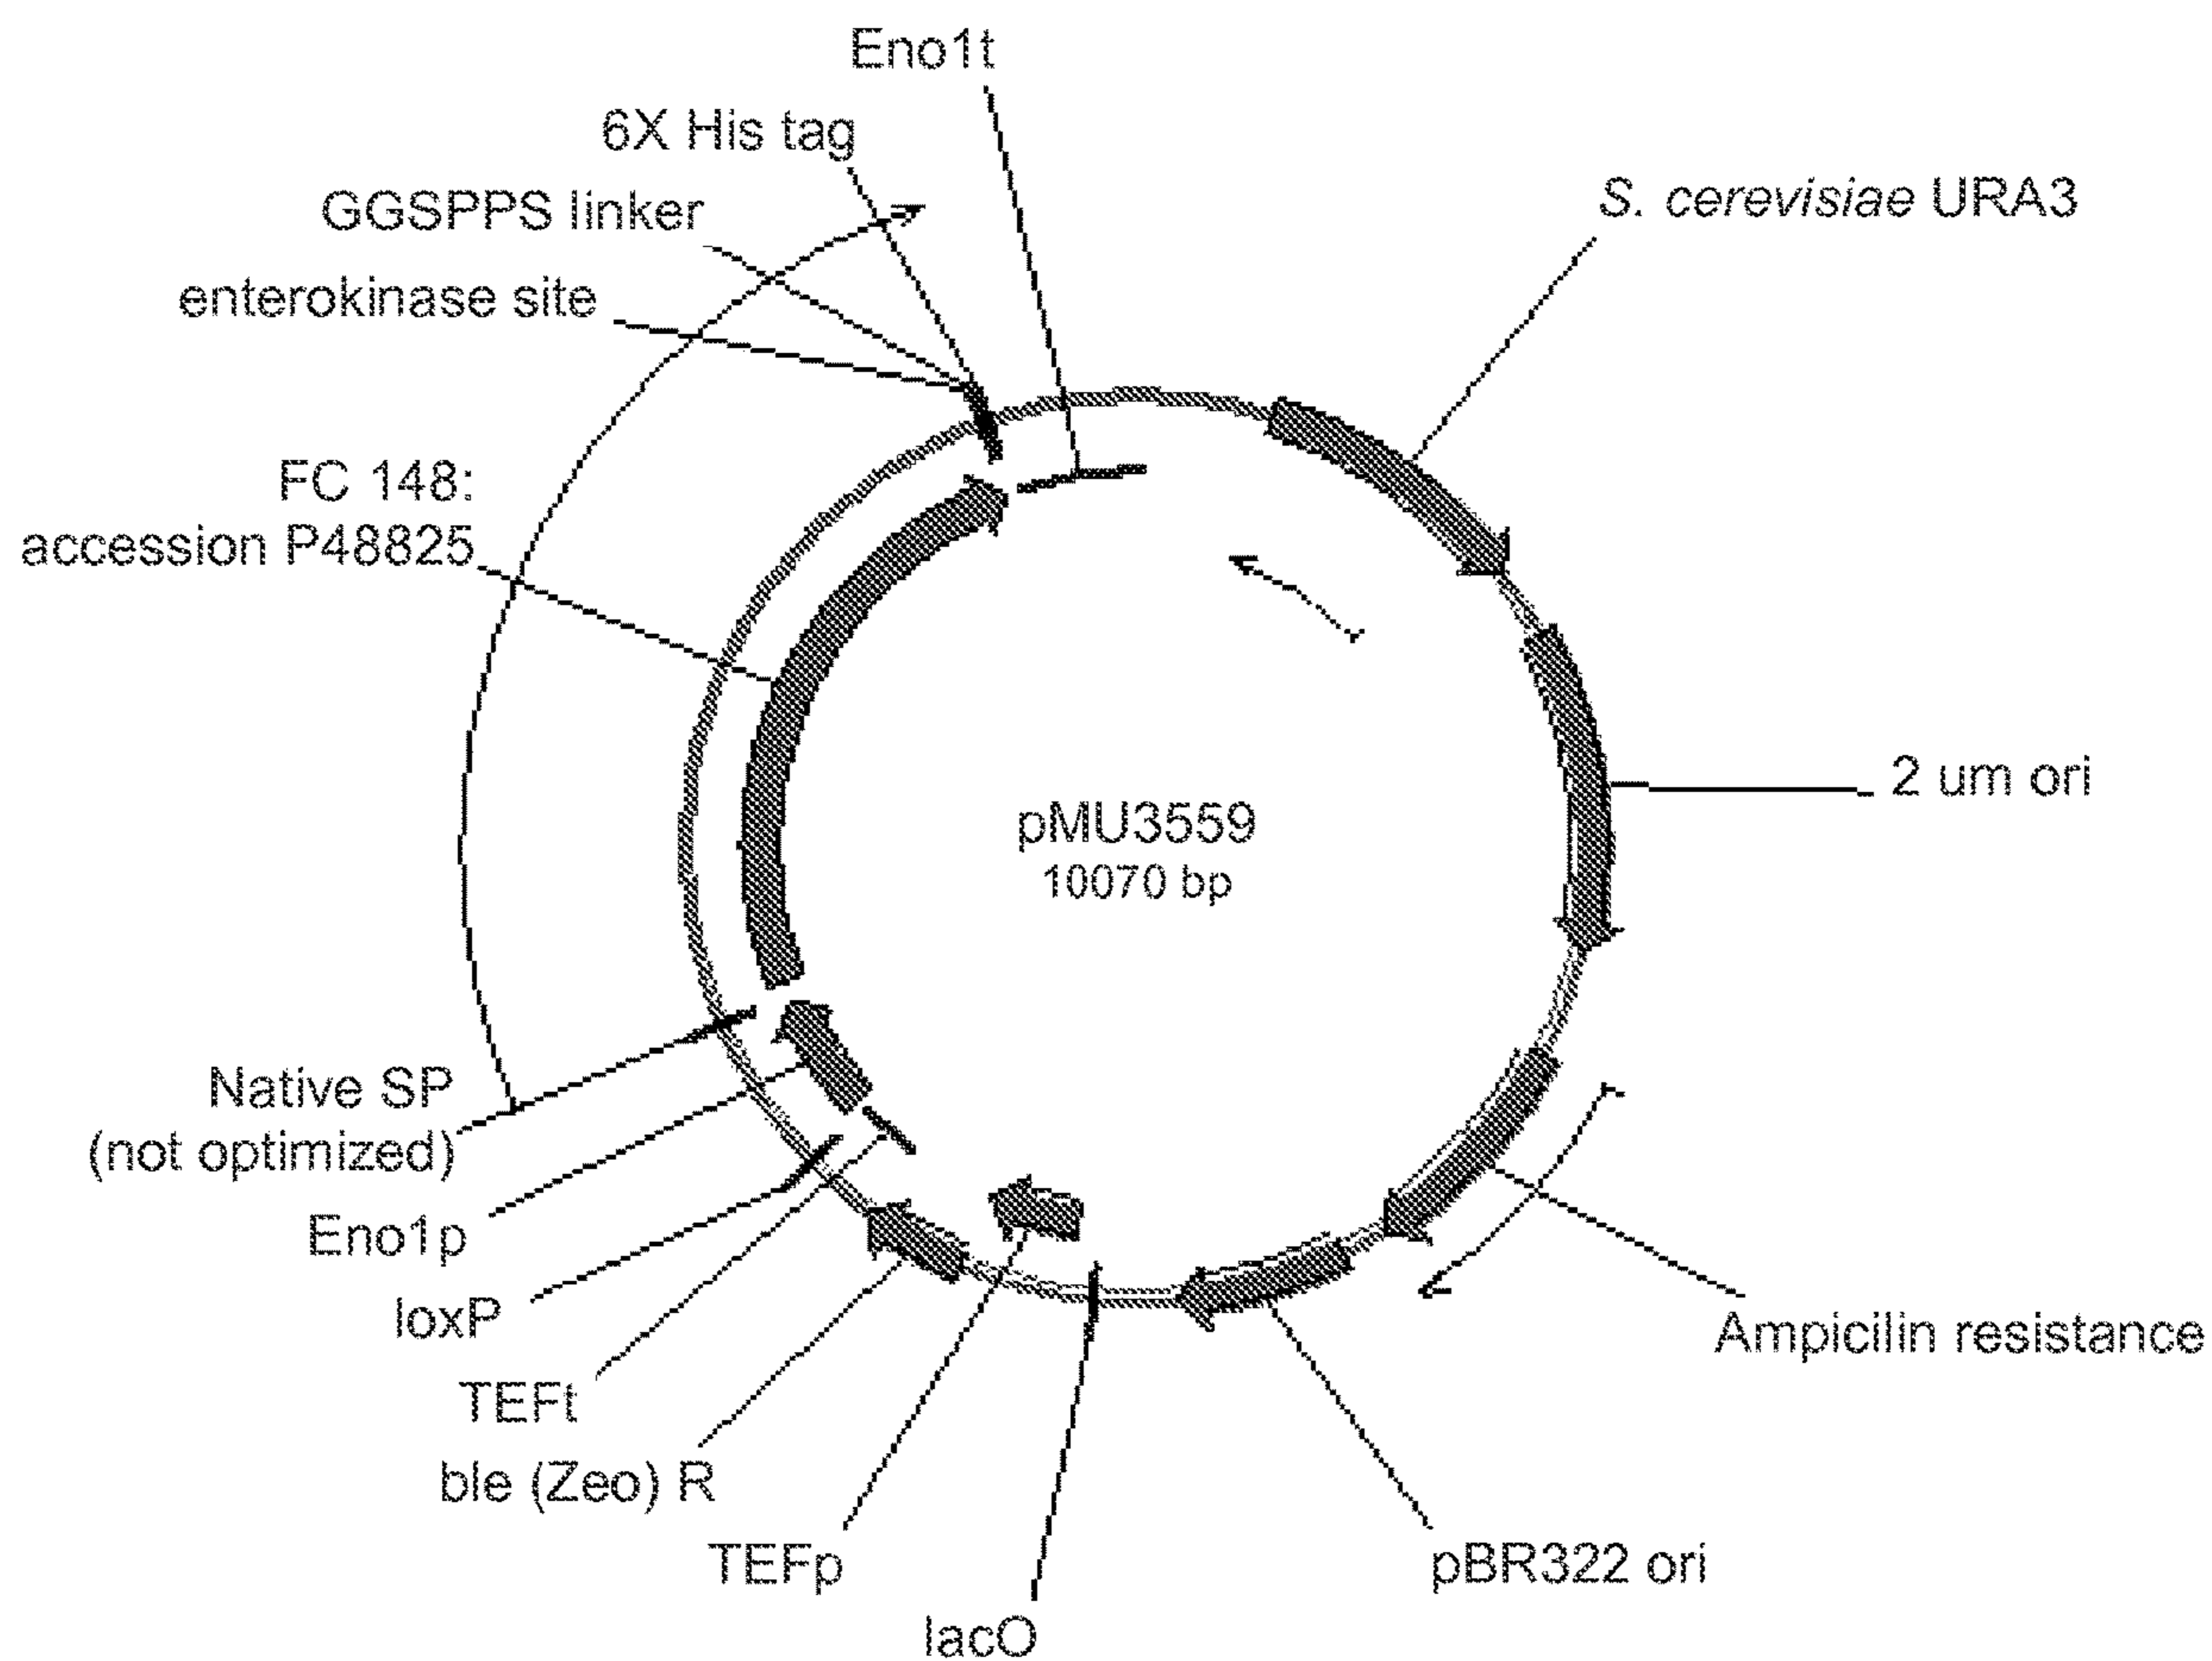 Eno1t
6X His tag
GGSPPS linker
enterokinase site
S. cerevisiae URA3
FC 148:
accession P48825
2 um ori
pMU3559
10070 bp
Native SP
(not optimized)
Eno1p
loxP
TEFt
ble (Zeo) R
TEFp
lacO
pBR322 ori
Ampicilin resistance